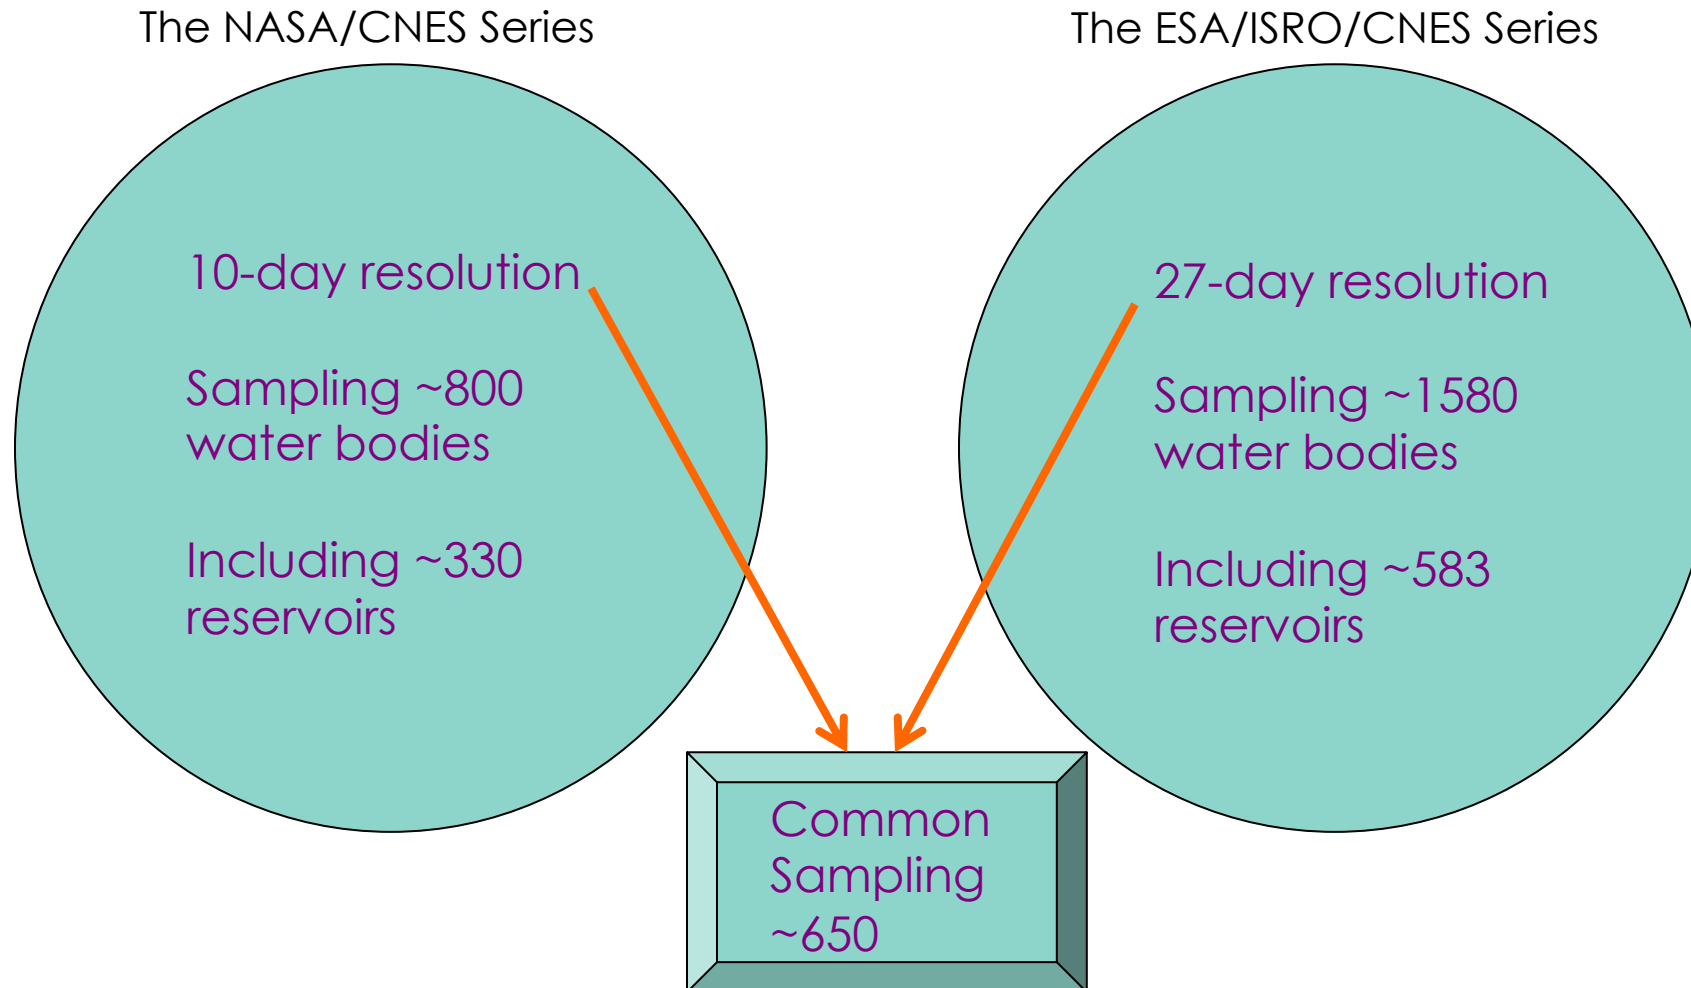 The NASA/CNES Series
10-day resolution
Sampling ~800
water bodies
Including ~330
reservoirs
The ESA/ISRO/CNES Series
27-day resolution
Sampling ~1580
water bodies
Including ~583
reservoirs
Common
Sampling
~650